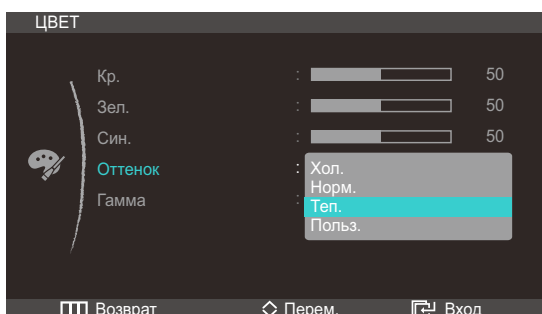 ЦВЕТ
Кр. : 50
Зел. : 50
Син. : 50
Оттенок : Хол.
Норм.
Гамма : Теп.
Польз.
Возврат Перем. Вход